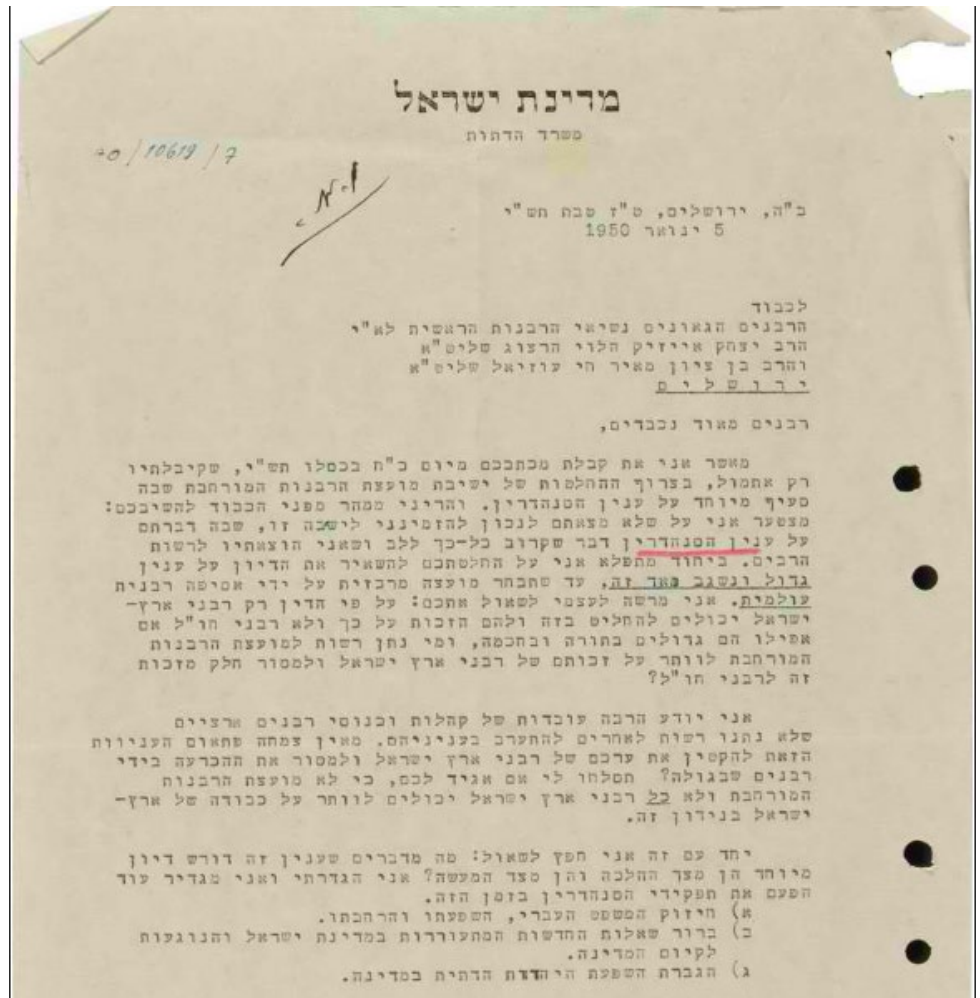 מדינת ישראל
משרד הדתות
70/10619/7
ב"ה, ירושלים, ט"ז טבת תש"י
5 ינואר 1950
לכבוד
הרבנים הגאונים נשיאי הרבנות הראשית לא"י
הרב יצחק אייזיק הלוי הרצוג שליט"א
והרב בן ציון מאיר חי עוזיאל שליט"א
ירושלים
רבנים מאוד נכבדים,
מאשר אני את קבלת מכתבכם מיום כ"ח בכסלו תש"י, שקיבלתיו
רק אתמול, בצרוף ההחלטות של ישיבת מועצת הרבנות המורחבת שבה
סעיף מיוחד על ענין הסנהדרין. והריני ממהר מפני הכבוד להשיבכם:
מצטער אני על שלא מצאתם לנכון להזמינני לישבה זו, שבה דברתם
על ענין הסנהדרין דבר שקרוב כל-כך ללב ושאני הוצאתיו לרשות
הרבים. ביחוד מתפלא אני על החלטתכם להשאיר את הדיון על ענין
גדול ונשגב מאד זה, עד שתבחר מועצה מרכזית על ידי אסיפה רבנית
עולמית. אני מרשה לעצמי לשאול אתכם: על פי הדין רק רבני ארץ-
ישראל יכולים להחליט בזה ולהם הזכות על כך ולא רבני חו"ל אם
אפילו הם גדולים בתורה ובחכמה, ומי נתן רשות למועצת הרבנות
המורחבת לוותר על זכותם של רבני ארץ ישראל ולמסור חלק מזכות
זה לרבני חו"ל?
אני יודע הרבה עובדות של קהלות וכנוסי רבנים ארציים
שלא נתנו רשות לאחרים להתערב בעניניהם. מאין צמחה פתאום העניוות
הזאת להקטין את ערכם של רבני ארץ ישראל ולמסור את ההכרעה בידי
רבנים שבגולה? תסלחו לי אם אגיד לכם, כי לא מועצת הרבנות
המורחבת ולא כל רבני ארץ ישראל יכולים לוותר על כבודה של ארץ-
ישראל בנידון זה.
יחד עם זה אני חפץ לשאול: מה מדברים שענין זה דורש דיון
מיוחד הן מצד ההלכה והן מצד המעשה? אני הגדרתי ואני מגדיר עוד
הפעם את תפקידי הסנהדרין בזמן הזה.
א) חיזוק המשפט העברי, השפעתו והרחבתו.
ב) ברור שאלות החדשות המתעוררות במדינת ישראל והנוגעות
לקיום המדינה.
ג) הגברת השפעת היהדות הדתית במדינה.